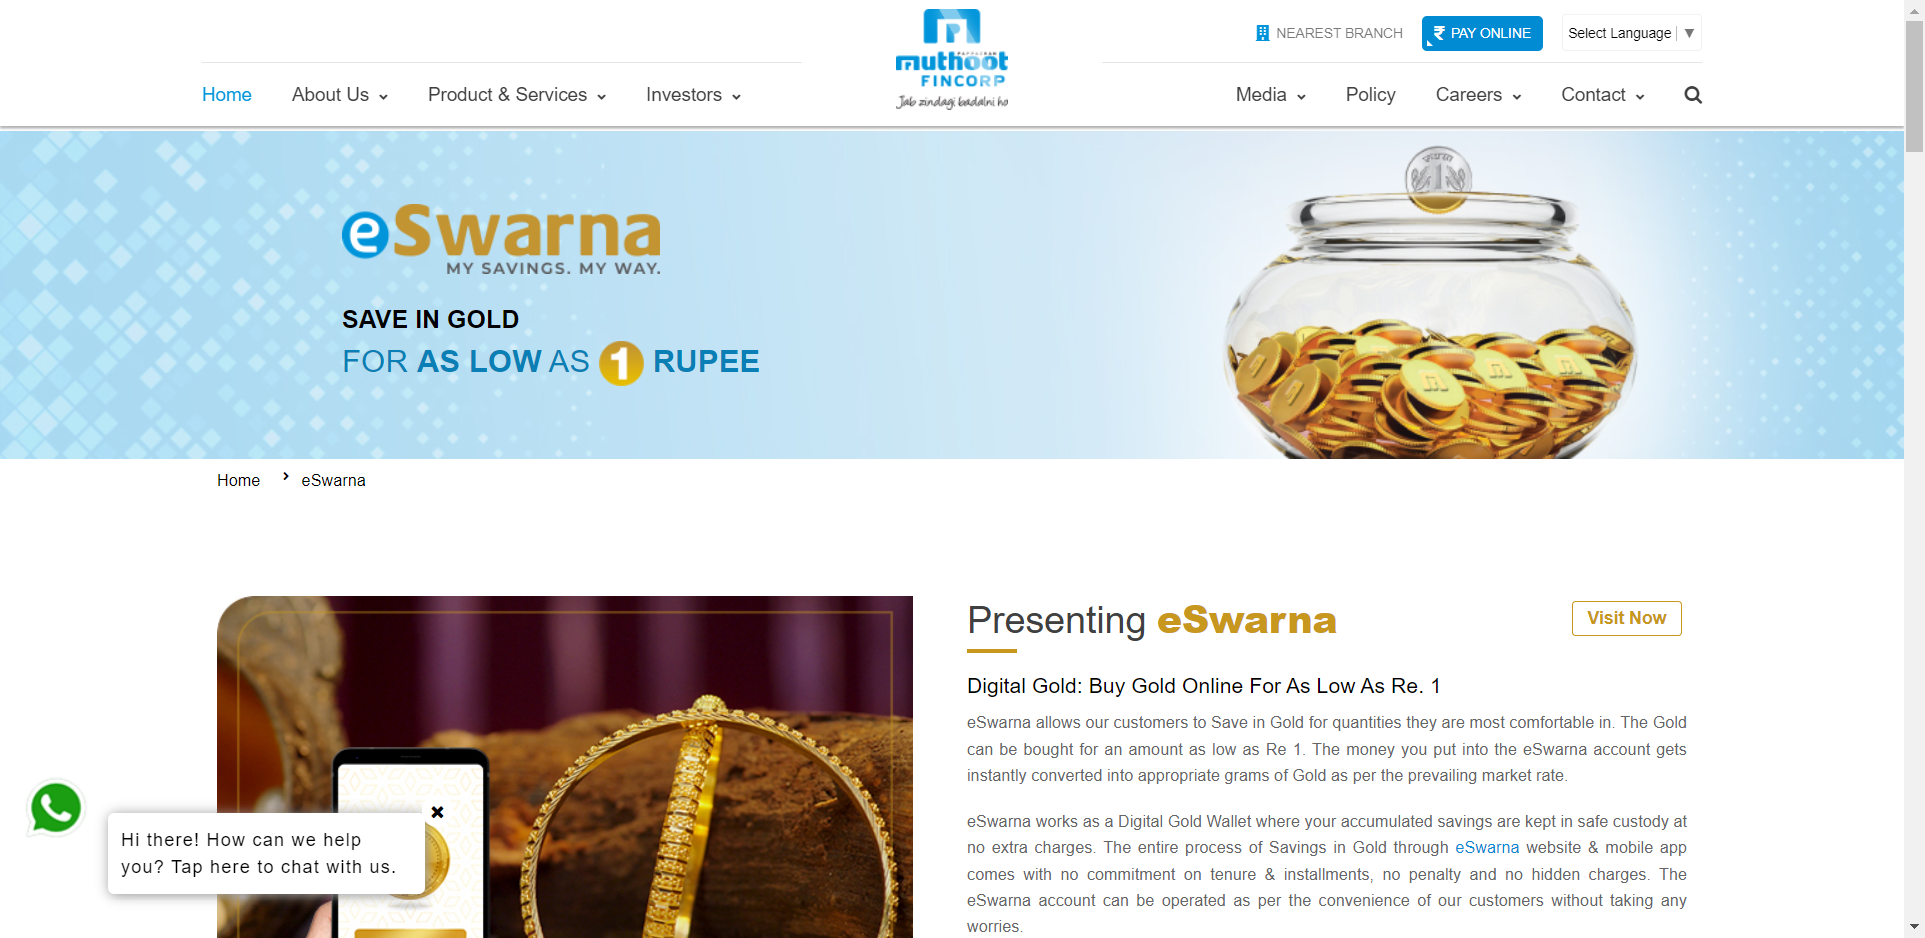 PAPPACHAN
muthoot
FINCORP
Jab zindagi badalni ho
NEAREST BRANCH
₹ PAY ONLINE
Select Language ▼
Home
About Us
Product & Services
Investors
Media
Policy
Careers
Contact
eSwarna
MY SAVINGS. MY WAY.
SAVE IN GOLD
FOR AS LOW AS 1 RUPEE
1
Home > eSwarna
Presenting eSwarna
Visit Now
Digital Gold: Buy Gold Online For As Low As Re. 1
eSwarna allows our customers to Save in Gold for quantities they are most comfortable in. The Gold
can be bought for an amount as low as Re 1. The money you put into the eSwarna account gets
instantly converted into appropriate grams of Gold as per the prevailing market rate.
eSwarna works as a Digital Gold Wallet where your accumulated savings are kept in safe custody at
no extra charges. The entire process of Savings in Gold through eSwarna website & mobile app
comes with no commitment on tenure & installments, no penalty and no hidden charges. The
eSwarna account can be operated as per the convenience of our customers without taking any
worries.
Hi there! How can we help
you? Tap here to chat with us.